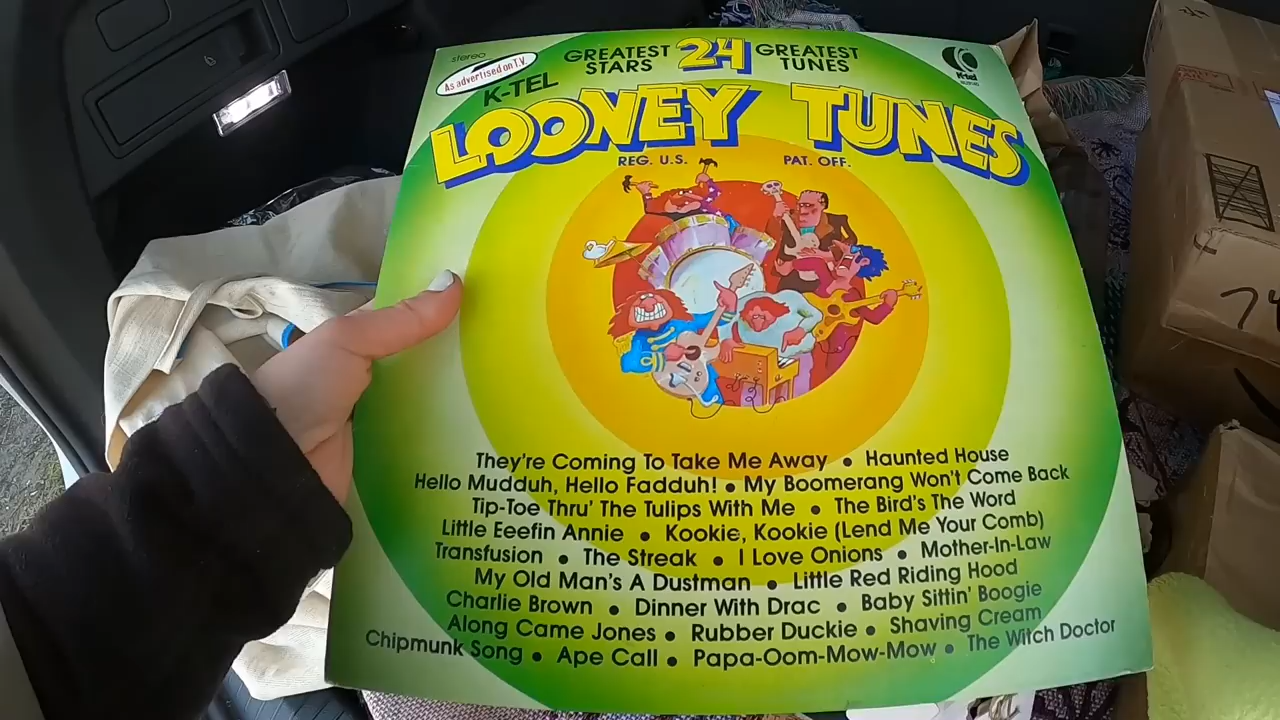 stereo
As advertised on T.V.
GREATEST STARS 24 GREATEST TUNES
K-tel
K-TEL
LOONEY TUNES
REG. U.S. PAT. OFF.
They're Coming To Take Me Away • Haunted House
Hello Mudduh, Hello Fadduh! • My Boomerang Won't Come Back
Tip-Toe Thru' The Tulips With Me • The Bird's The Word
Little Eeefin Annie • Kookie, Kookie (Lend Me Your Comb)
Transfusion • The Streak • I Love Onions • Mother-In-Law
My Old Man's A Dustman • Little Red Riding Hood
Charlie Brown • Dinner With Drac • Baby Sittin' Boogie
Along Came Jones • Rubber Duckie • Shaving Cream
Chipmunk Song • Ape Call • Papa-Oom-Mow-Mow • The Witch Doctor